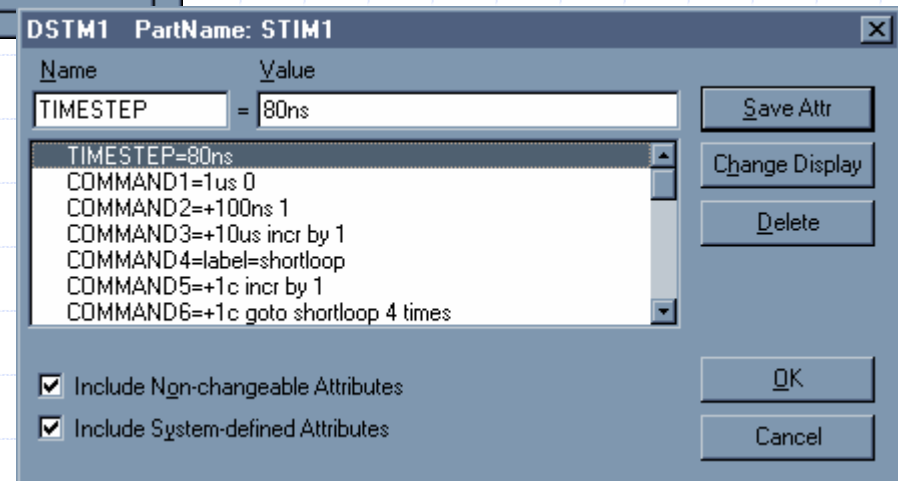 DSTM1 PartName: STIM1
Name Value
TIMESTEP = 80ns
Save Attr
TIMESTEP=80ns
Change Display
COMMAND1=1us 0
COMMAND2=+100ns 1
Delete
COMMAND3=+10us incr by 1
COMMAND4=label=shortloop
COMMAND5=+1c incr by 1
COMMAND6=+1c goto shortloop 4 times
Include Non-changeable Attributes
OK
Include System-defined Attributes
Cancel